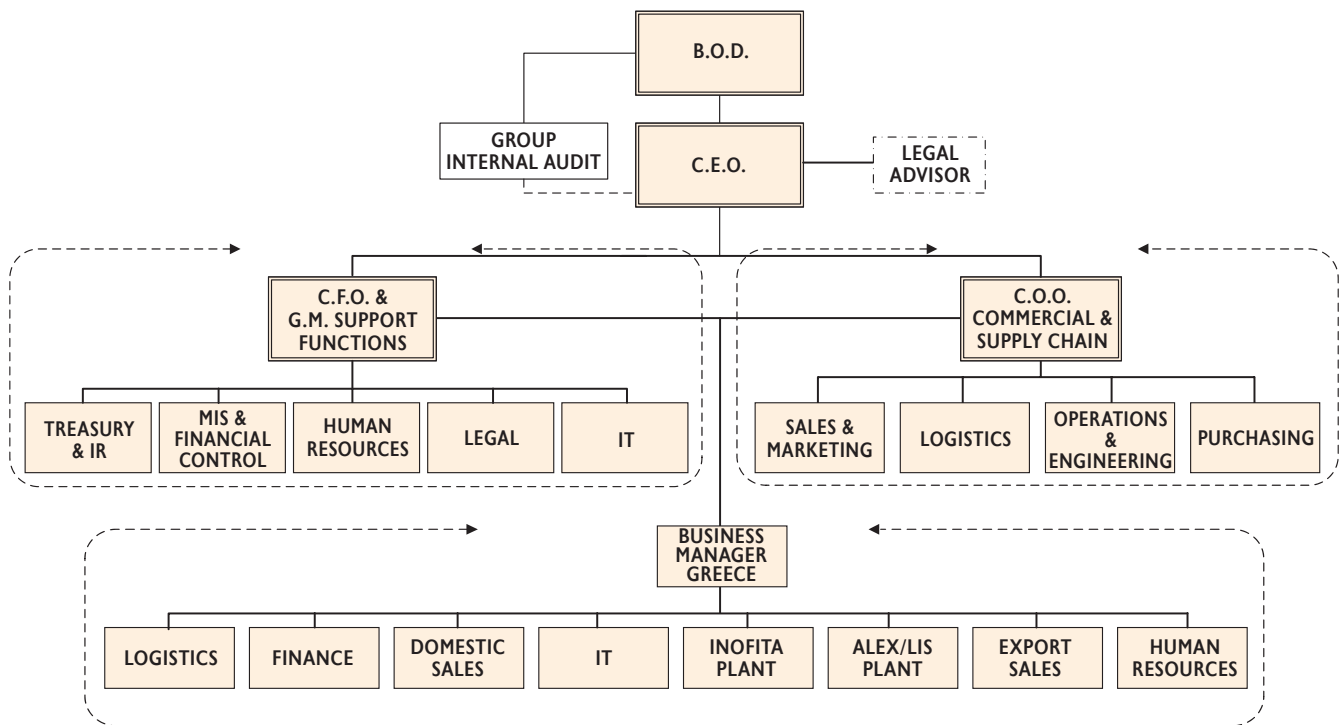 B.O.D.
GROUP
INTERNAL AUDIT
C.E.O.
LEGAL
ADVISOR
C.F.O. &
G.M. SUPPORT
FUNCTIONS
C.O.O.
COMMERCIAL &
SUPPLY CHAIN
TREASURY
& IR
MIS &
FINANCIAL
CONTROL
HUMAN
RESOURCES
LEGAL
IT
SALES &
MARKETING
LOGISTICS
OPERATIONS
&
ENGINEERING
PURCHASING
BUSINESS
MANAGER
GREECE
LOGISTICS
FINANCE
DOMESTIC
SALES
IT
INOFITA
PLANT
ALEX/LIS
PLANT
EXPORT
SALES
HUMAN
RESOURCES